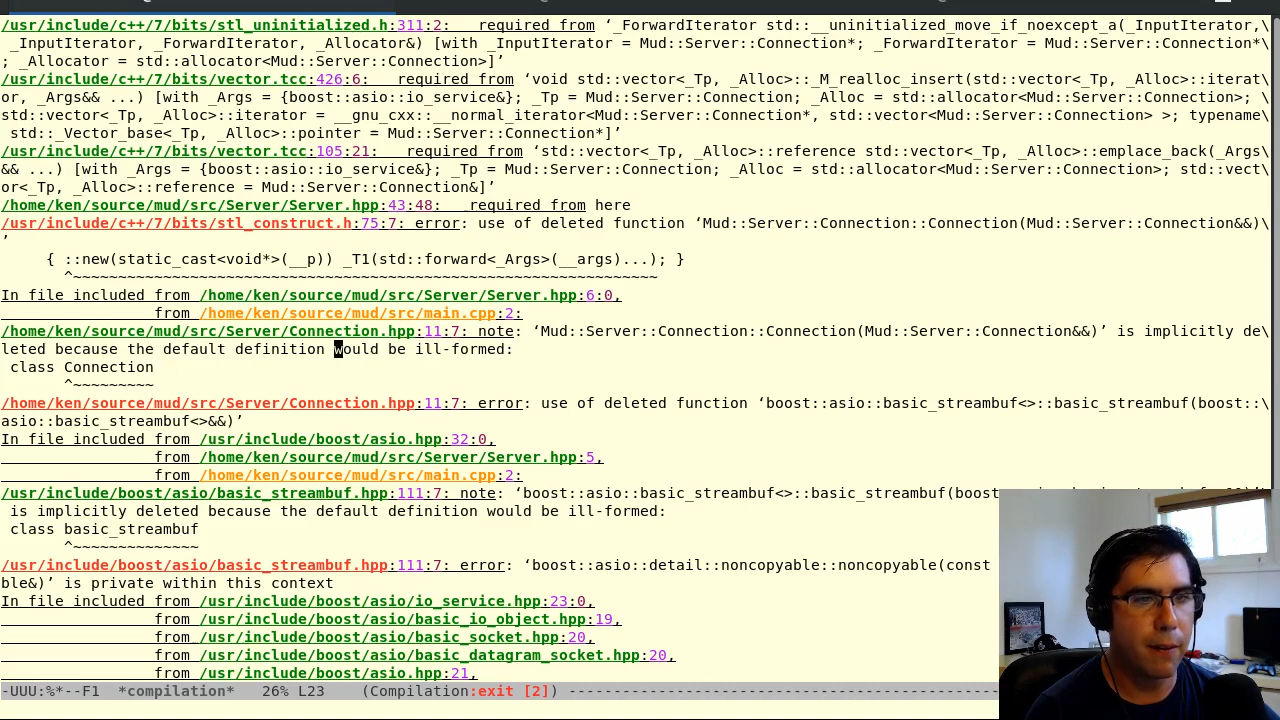 /usr/include/c++/7/bits/stl_uninitialized.h:311:2:   required from ‘_ForwardIterator std::__uninitialized_move_if_noexcept_a(_InputIterator,\
 _InputIterator, _ForwardIterator, _Allocator&) [with _InputIterator = Mud::Server::Connection*; _ForwardIterator = Mud::Server::Connection*\
; _Allocator = std::allocator<Mud::Server::Connection>]’
/usr/include/c++/7/bits/vector.tcc:426:6:   required from ‘void std::vector<_Tp, _Alloc>::_M_realloc_insert(std::vector<_Tp, _Alloc>::iterat\
or, _Args&& ...) [with _Args = {boost::asio::io_service&}; _Tp = Mud::Server::Connection; _Alloc = std::allocator<Mud::Server::Connection>; \
std::vector<_Tp, _Alloc>::iterator = __gnu_cxx::__normal_iterator<Mud::Server::Connection*, std::vector<Mud::Server::Connection> >; typename\
 std::_Vector_base<_Tp, _Alloc>::pointer = Mud::Server::Connection*]’
/usr/include/c++/7/bits/vector.tcc:105:21:   required from ‘std::vector<_Tp, _Alloc>::reference std::vector<_Tp, _Alloc>::emplace_back(_Args\
&& ...) [with _Args = {boost::asio::io_service&}; _Tp = Mud::Server::Connection; _Alloc = std::allocator<Mud::Server::Connection>; std::vect\
or<_Tp, _Alloc>::reference = Mud::Server::Connection&]’
/home/ken/source/mud/src/Server/Server.hpp:43:48:   required from here
/usr/include/c++/7/bits/stl_construct.h:75:7: error: use of deleted function ‘Mud::Server::Connection::Connection(Mud::Server::Connection&&)\
’
     { ::new(static_cast<void*>(__p)) _T1(std::forward<_Args>(__args)...); }
       ^~~~~~~~~~~~~~~~~~~~~~~~~~~~~~~~~~~~~~~~~~~~~~~~~~~~~~~~~~~~~~~~~~
In file included from /home/ken/source/mud/src/Server/Server.hpp:6:0,
                 from /home/ken/source/mud/src/main.cpp:2:
/home/ken/source/mud/src/Server/Connection.hpp:11:7: note: ‘Mud::Server::Connection::Connection(Mud::Server::Connection&&)’ is implicitly de\
leted because the default definition would be ill-formed:
 class Connection
       ^~~~~~~~~~
/home/ken/source/mud/src/Server/Connection.hpp:11:7: error: use of deleted function ‘boost::asio::basic_streambuf<>::basic_streambuf(boost::\
asio::basic_streambuf<>&&)’
In file included from /usr/include/boost/asio.hpp:32:0,
                 from /home/ken/source/mud/src/Server/Server.hpp:5,
                 from /home/ken/source/mud/src/main.cpp:2:
/usr/include/boost/asio/basic_streambuf.hpp:111:7: note: ‘boost::asio::basic_streambuf<>::basic_streambuf(boost
 is implicitly deleted because the default definition would be ill-formed:
 class basic_streambuf
       ^~~~~~~~~~~~~~~
/usr/include/boost/asio/basic_streambuf.hpp:111:7: error: ‘boost::asio::detail::noncopyable::noncopyable(const
ble&)’ is private within this context
In file included from /usr/include/boost/asio/io_service.hpp:23:0,
                 from /usr/include/boost/asio/basic_io_object.hpp:19,
                 from /usr/include/boost/asio/basic_socket.hpp:20,
                 from /usr/include/boost/asio/basic_datagram_socket.hpp:20,
                 from /usr/include/boost/asio.hpp:21,
-UUU:%*--F1  *compilation*   26% L23    (Compilation:exit [2]) ------------------------------------------------